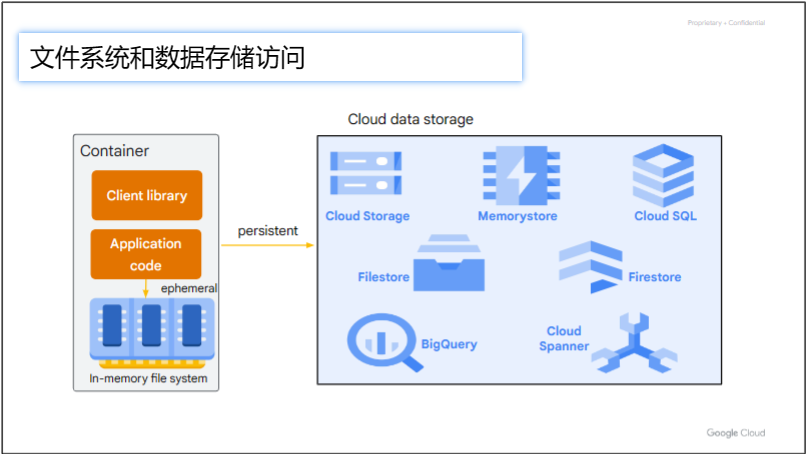 Proprietary + Confidential
文件系统和数据存储访问
Cloud data storage
Container
Client library
Application
code
ephemeral
In-memory file system
persistent
Cloud Storage
Memorystore
Cloud SQL
Filestore
Firestore
BigQuery
Cloud
Spanner
Google Cloud